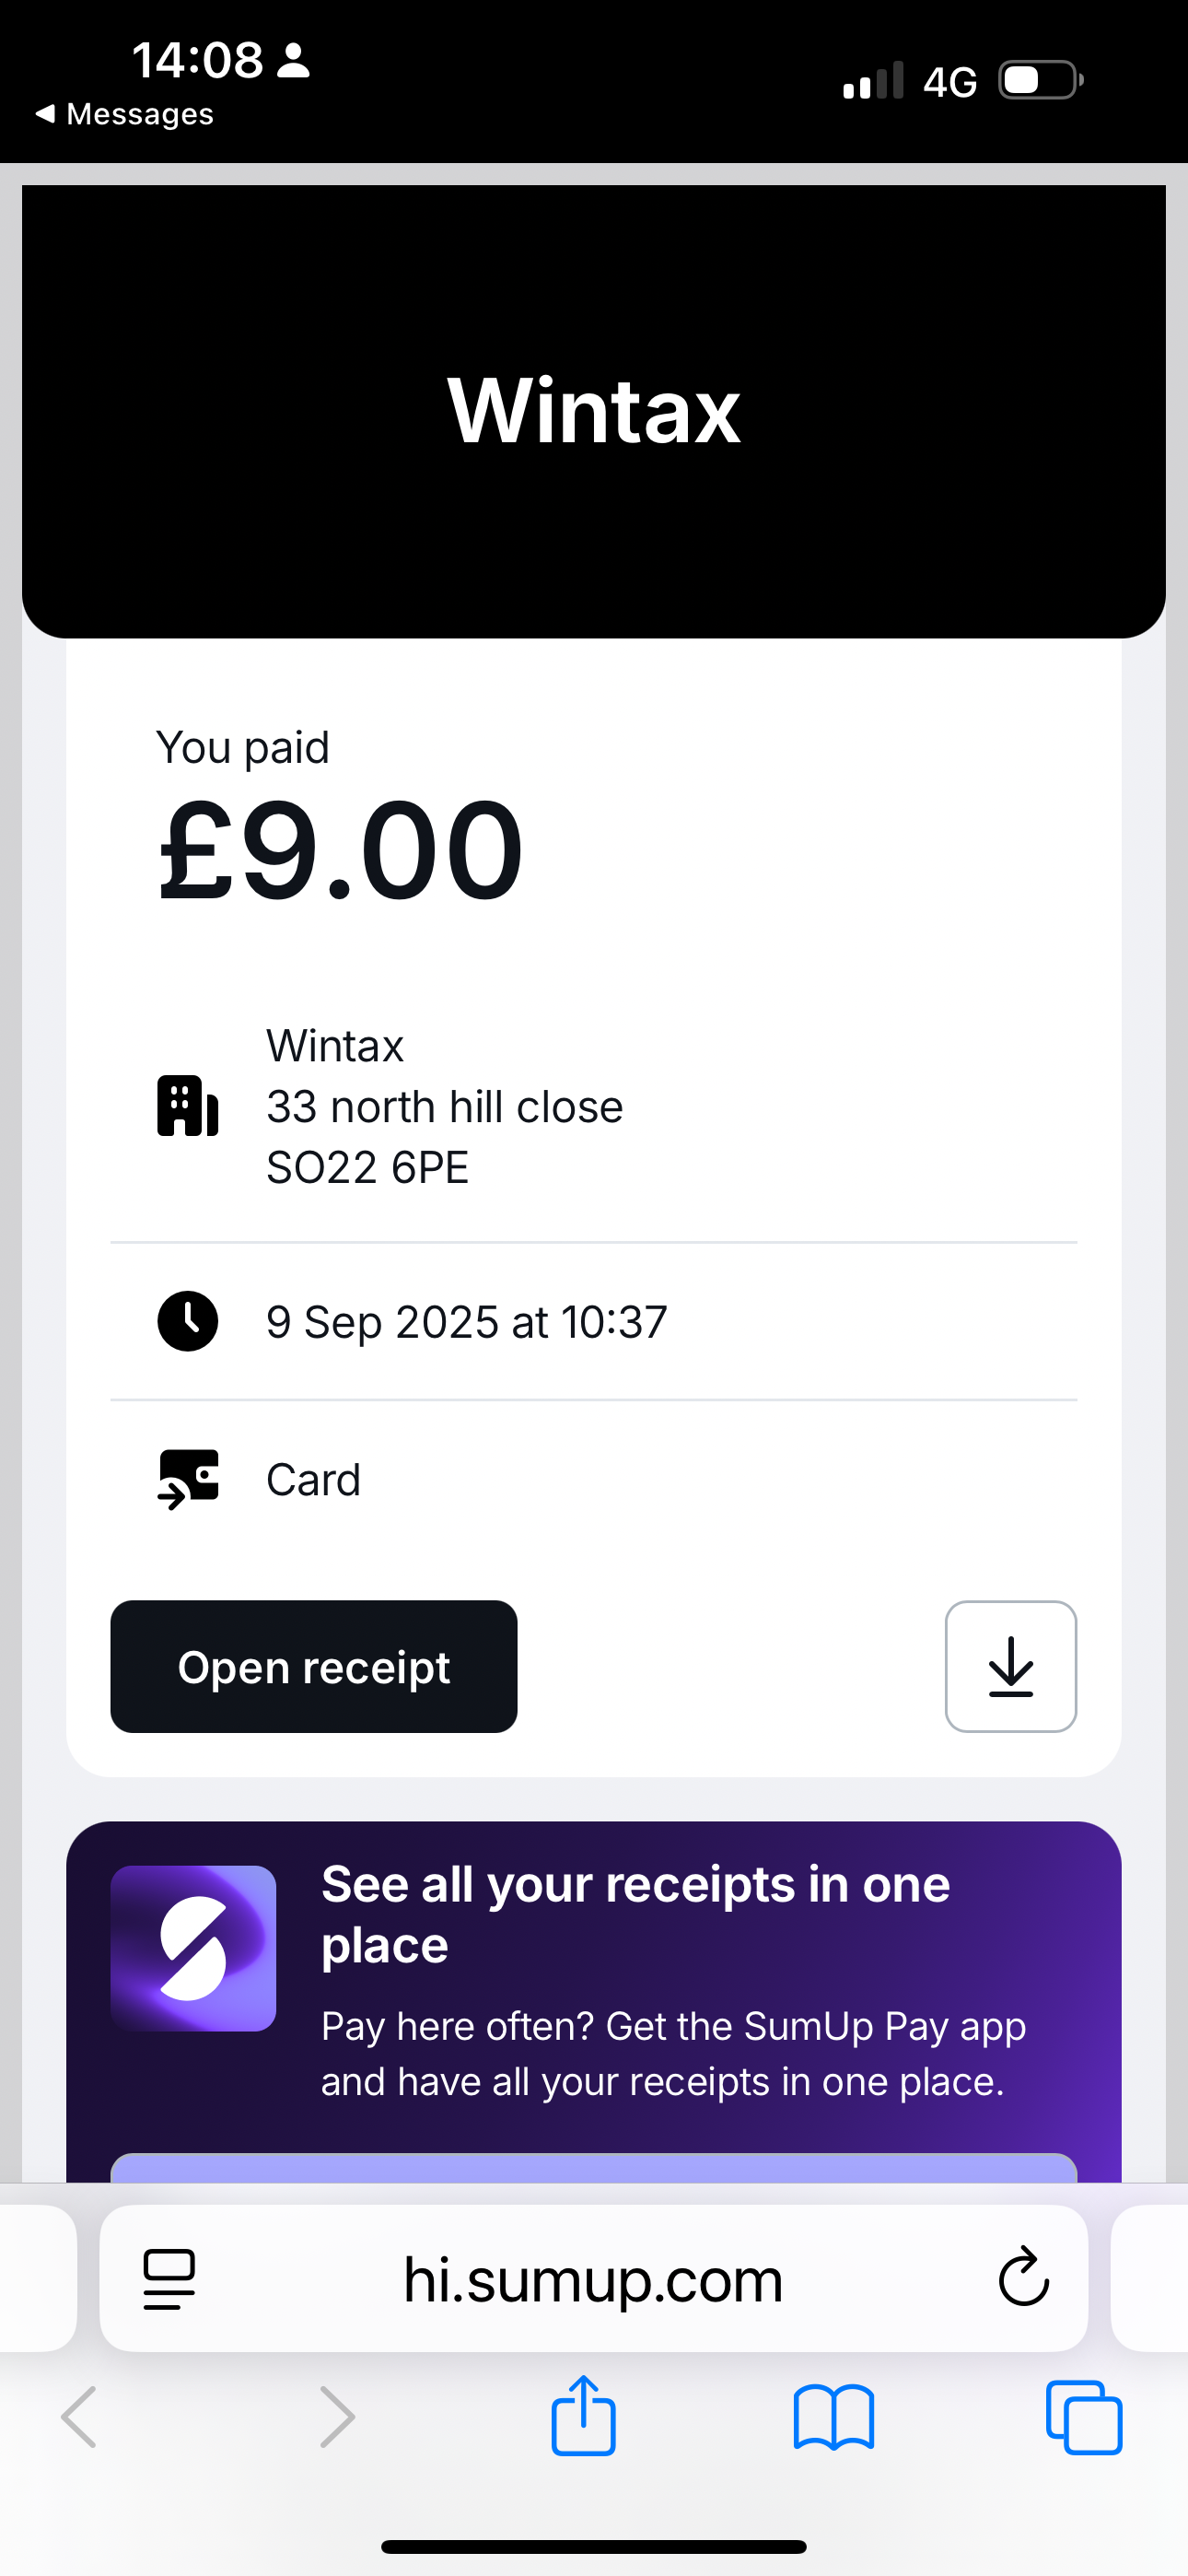 14:08
4G
Messages
Wintax
You paid
£9.00
Wintax
33 north hill close
SO22 6PE
9 Sep 2025 at 10:37
Card
Open receipt
See all your receipts in one
place
Pay here often? Get the SumUp Pay app
and have all your receipts in one place.
hi.sumup.com